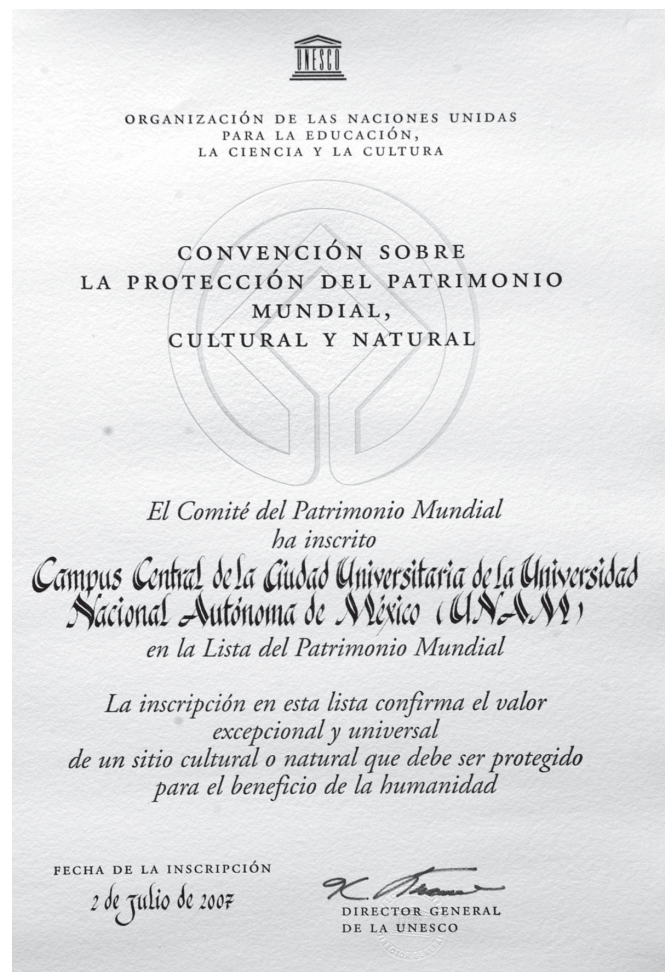 UNESCO
ORGANIZACIÓN DE LAS NACIONES UNIDAS
PARA LA EDUCACIÓN,
LA CIENCIA Y LA CULTURA
CONVENCIÓN SOBRE
LA PROTECCIÓN DEL PATRIMONIO
MUNDIAL,
CULTURAL Y NATURAL
El Comité del Patrimonio Mundial
ha inscrito
Campus Central de la Ciudad Universitaria de la Universidad
Nacional Autónoma de México (UNAM)
en la Lista del Patrimonio Mundial
La inscripción en esta lista confirma el valor
excepcional y universal
de un sitio cultural o natural que debe ser protegido
para el beneficio de la humanidad
FECHA DE LA INSCRIPCIÓN
2 de julio de 2007
DIRECTOR GENERAL
DE LA UNESCO